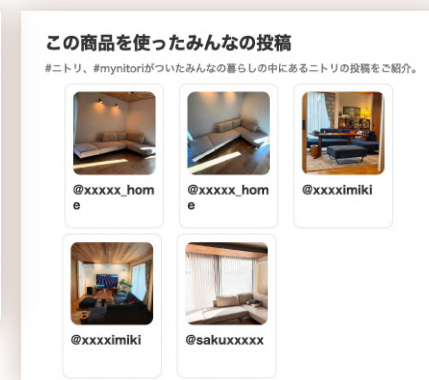 この商品を使ったみんなの投稿
#ニトリ、#mynitoriがついたみんなの暮らしの中にあるニトリの投稿をご紹介。
@xxxxx_hom
e
@xxxxx_hom
e
@xxxximiki
@xxxximiki
@sakuxxxxx